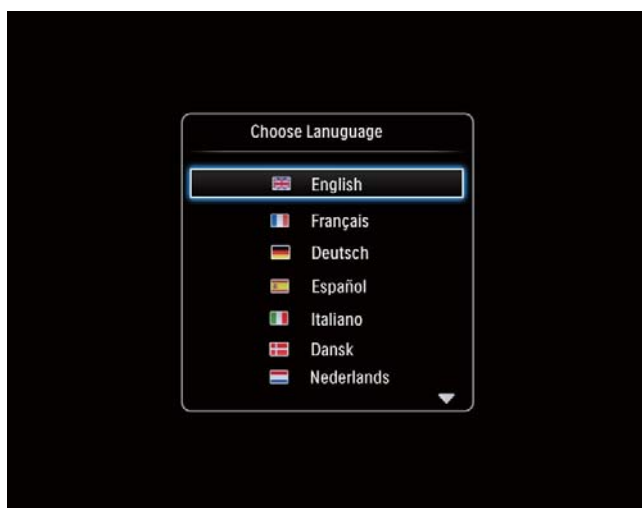 Choose Lanuguage
English
Français
Deutsch
Español
Italiano
Dansk
Nederlands